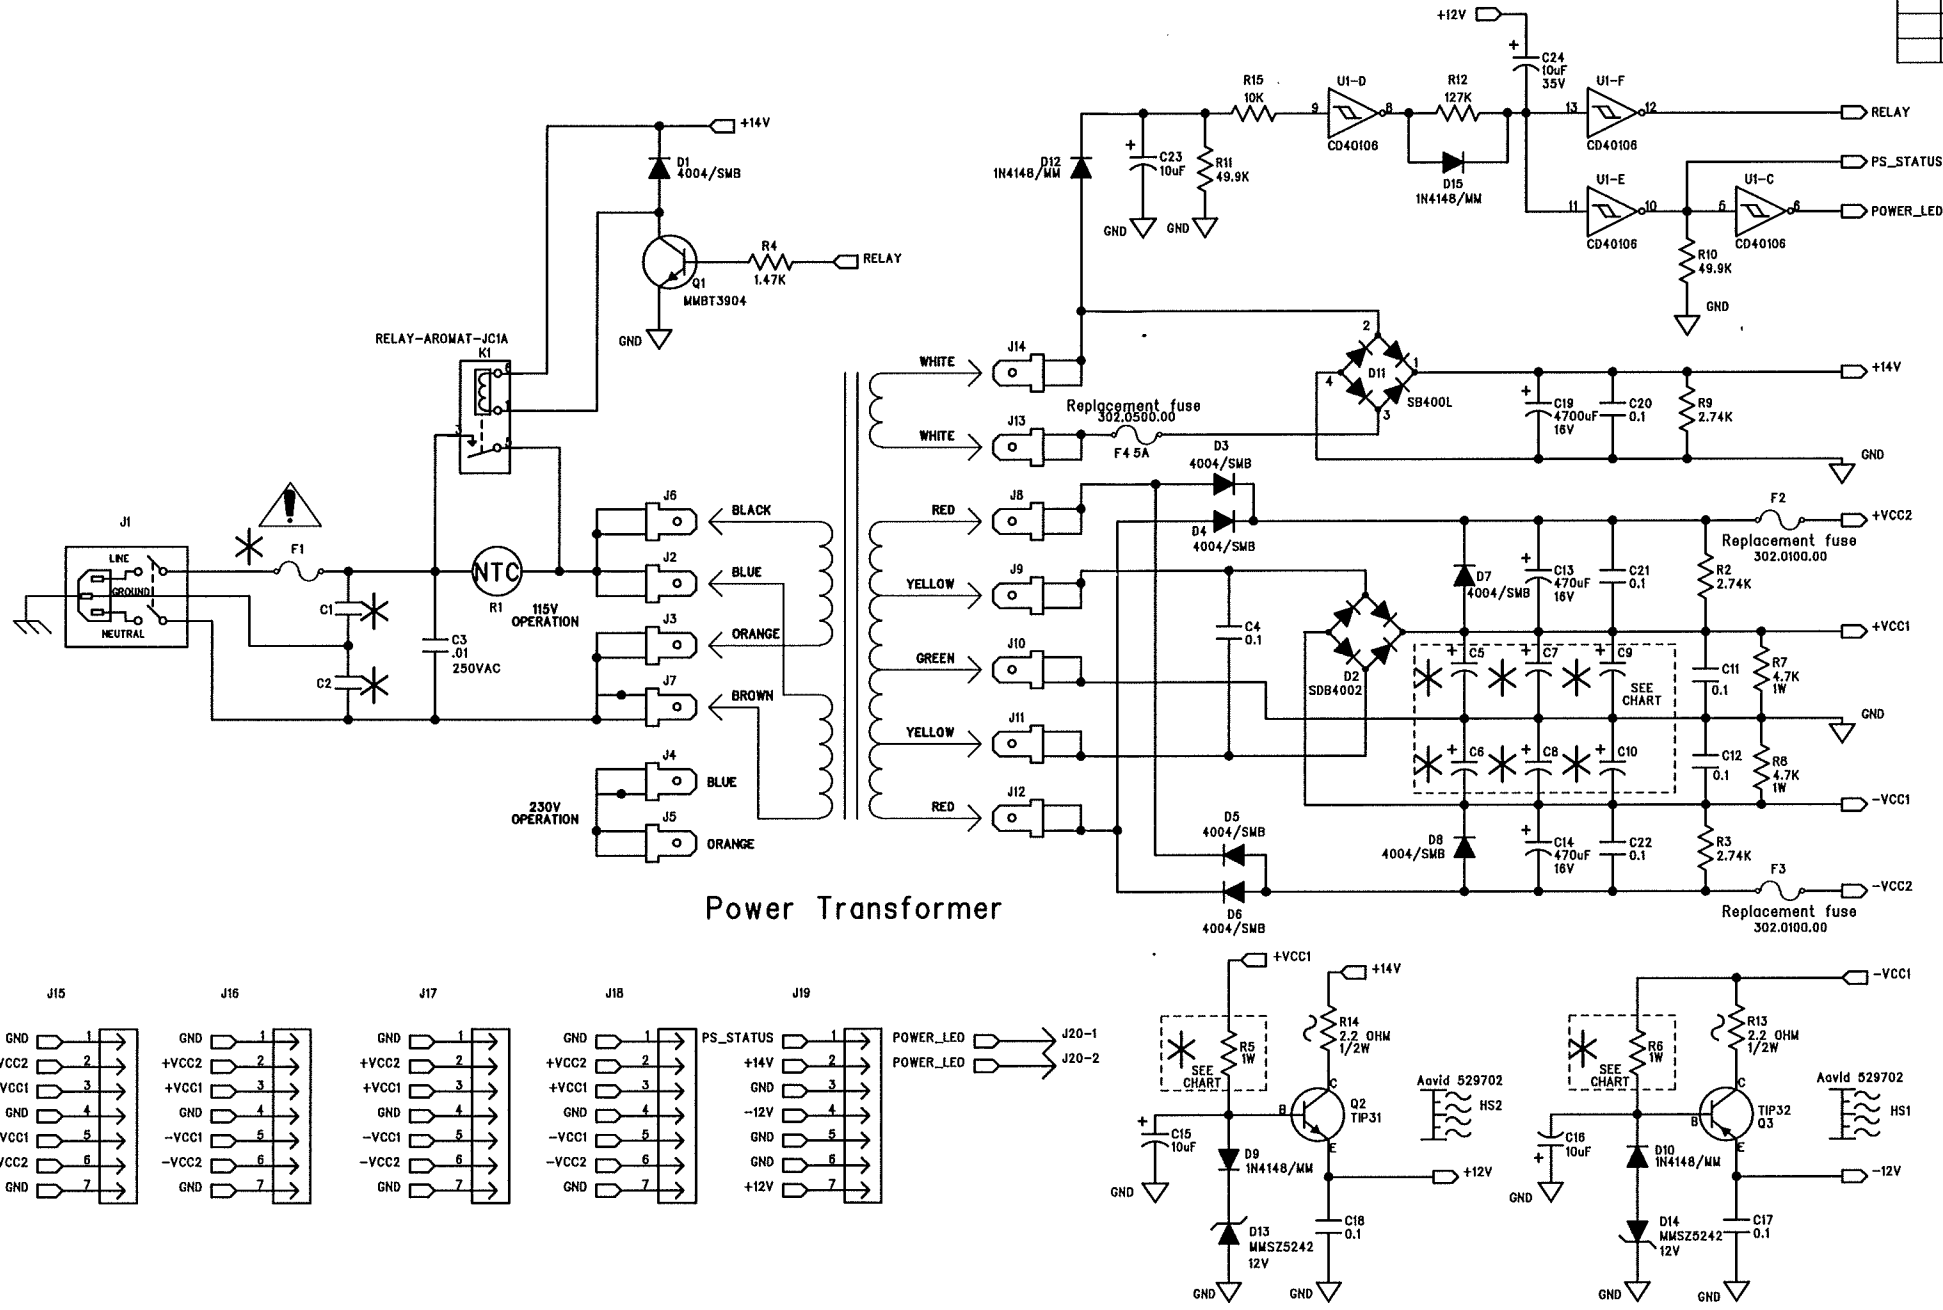 +12V
+ C24
10uF
35V
R15
10K
U1-D
9 8
CD40106
R12
127K
D15
1N4148/MM
U1-F
13 12
CD40106
RELAY
PS_STATUS
U1-E
11 10
CD40106
U1-C
5 6
CD40106
POWER_LED
R10
49.9K
GND
D12
1N4148/MM
+ C23
10uF
R11
49.9K
GND GND
+14V
D1
4004/SMB
R4
1.47K
RELAY
Q1
MMBT3904
GND
RELAY-AROMAT-JC1A
K1
6
1
3
5
J1
LINE
GROUND
NEUTRAL
!
F1
C1
C2
NTC
R1
C3
.01
250VAC
115V
OPERATION
J6
BLACK
J2
BLUE
J3
ORANGE
J7
BROWN
J4
BLUE
230V
OPERATION
J5
ORANGE
WHITE J14
WHITE J13
RED J8
YELLOW J9
GREEN J10
YELLOW J11
RED J12
Replacement fuse
302.0500.00
F4 5A
2
4 D11 1
3
SB400L
+ C19
4700uF
16V
C20
0.1
R9
2.74K
+14V
GND
D3
4004/SMB
D4
4004/SMB
F2
+VCC2
Replacement fuse
302.0100.00
C4
0.1
D2
SDB4002
D7
4004/SMB
+ C13
470uF
16V
C21
0.1
R2
2.74K
+VCC1
+ C5
+ C7
+ C9
SEE
CHART
C11
0.1
R7
4.7K
1W
GND
+ C6
+ C8
+ C10
C12
0.1
R8
4.7K
1W
-VCC1
D5
4004/SMB
D6
4004/SMB
D8
4004/SMB
+ C14
470uF
16V
C22
0.1
R3
2.74K
F3
-VCC2
Replacement fuse
302.0100.00
Power Transformer
J15
GND 1
VCC2 2
VCC1 3
GND 4
VCC1 5
VCC2 6
GND 7
J16
GND 1
+VCC2 2
+VCC1 3
GND 4
-VCC1 5
-VCC2 6
GND 7
J17
GND 1
+VCC2 2
+VCC1 3
GND 4
-VCC1 5
-VCC2 6
GND 7
J18
GND 1
+VCC2 2
+VCC1 3
GND 4
-VCC1 5
-VCC2 6
GND 7
J19
PS_STATUS 1
+14V 2
GND 3
-12V 4
GND 5
GND 6
+12V 7
POWER_LED J20-1
POWER_LED J20-2
+VCC1
R5
1W
SEE
CHART
+14V
R14
2.2 OHM
1/2W
C
B
E
Q2
TIP31
Aavid 529702
HS2
+ C15
10uF
GND
D9
1N4148/MM
D13
MMSZ5242
12V
GND
+12V
C18
0.1
GND
-VCC1
R6
1W
SEE
CHART
R13
2.2 OHM
1/2W
C
B
E
TIP32
Q3
Aavid 529702
HS1
C16
+ 10uF
GND
D10
1N4148/MM
D14
MMSZ5242
12V
GND
-12V
C17
0.1
GND